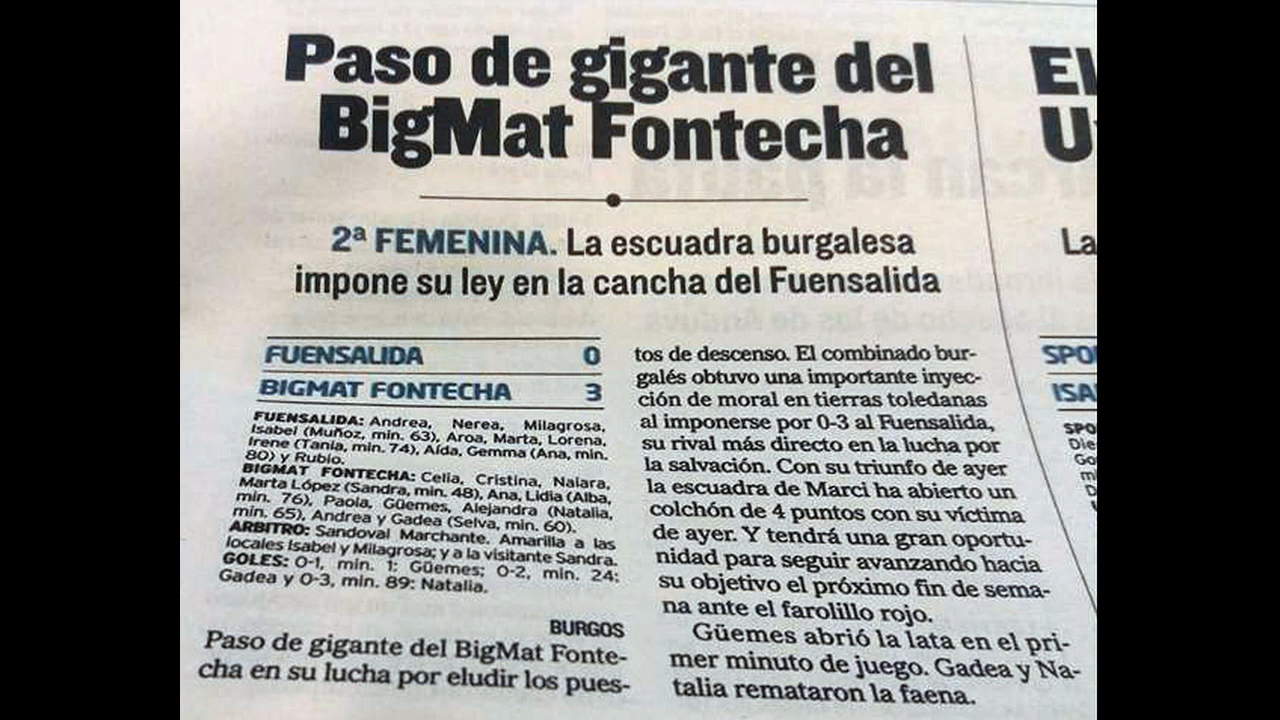 Paso de gigante del
BigMat Fontecha
2ª FEMENINA. La escuadra burgalesa
impone su ley en la cancha del Fuensalida
FUENSALIDA 0
BIGMAT FONTECHA 3
FUENSALIDA: Andrea, Nerea, Milagrosa,
Isabel (Muñoz, min. 63), Aroa, Marta, Lorena,
Irene (Tania, min. 74), Aída, Gemma (Ana, min.
80) y Rubio.
BIGMAT FONTECHA: Celia, Cristina, Naiara,
Marta López (Sandra, min. 48), Ana, Lidia (Alba,
min. 76), Paola, Güemes, Alejandra (Natalia,
min. 65), Andrea y Gadea (Selva, min. 60).
ARBITRO: Sandoval Marchante. Amarilla a las
locales Isabel y Milagrosa; y a la visitante Sandra.
GOLES: 0-1, min. 1: Güemes; 0-2, min. 24:
Gadea y 0-3, min. 89: Natalia.
BURGOS
Paso de gigante del BigMat Fonte-
cha en su lucha por eludir los pues-
tos de descenso. El combinado bur-
galés obtuvo una importante inyec-
ción de moral en tierras toledanas
al imponerse por 0-3 al Fuensalida,
su rival más directo en la lucha por
la salvación. Con su triunfo de ayer
la escuadra de Marci ha abierto un
colchón de 4 puntos con su víctima
de ayer. Y tendrá una gran oportu-
nidad para seguir avanzando hacia
su objetivo el próximo fin de sema-
na ante el farolillo rojo.
Güemes abrió la lata en el pri-
mer minuto de juego. Gadea y Na-
talia remataron la faena.
El
La
SPO
ISA
SPO
Die
Go